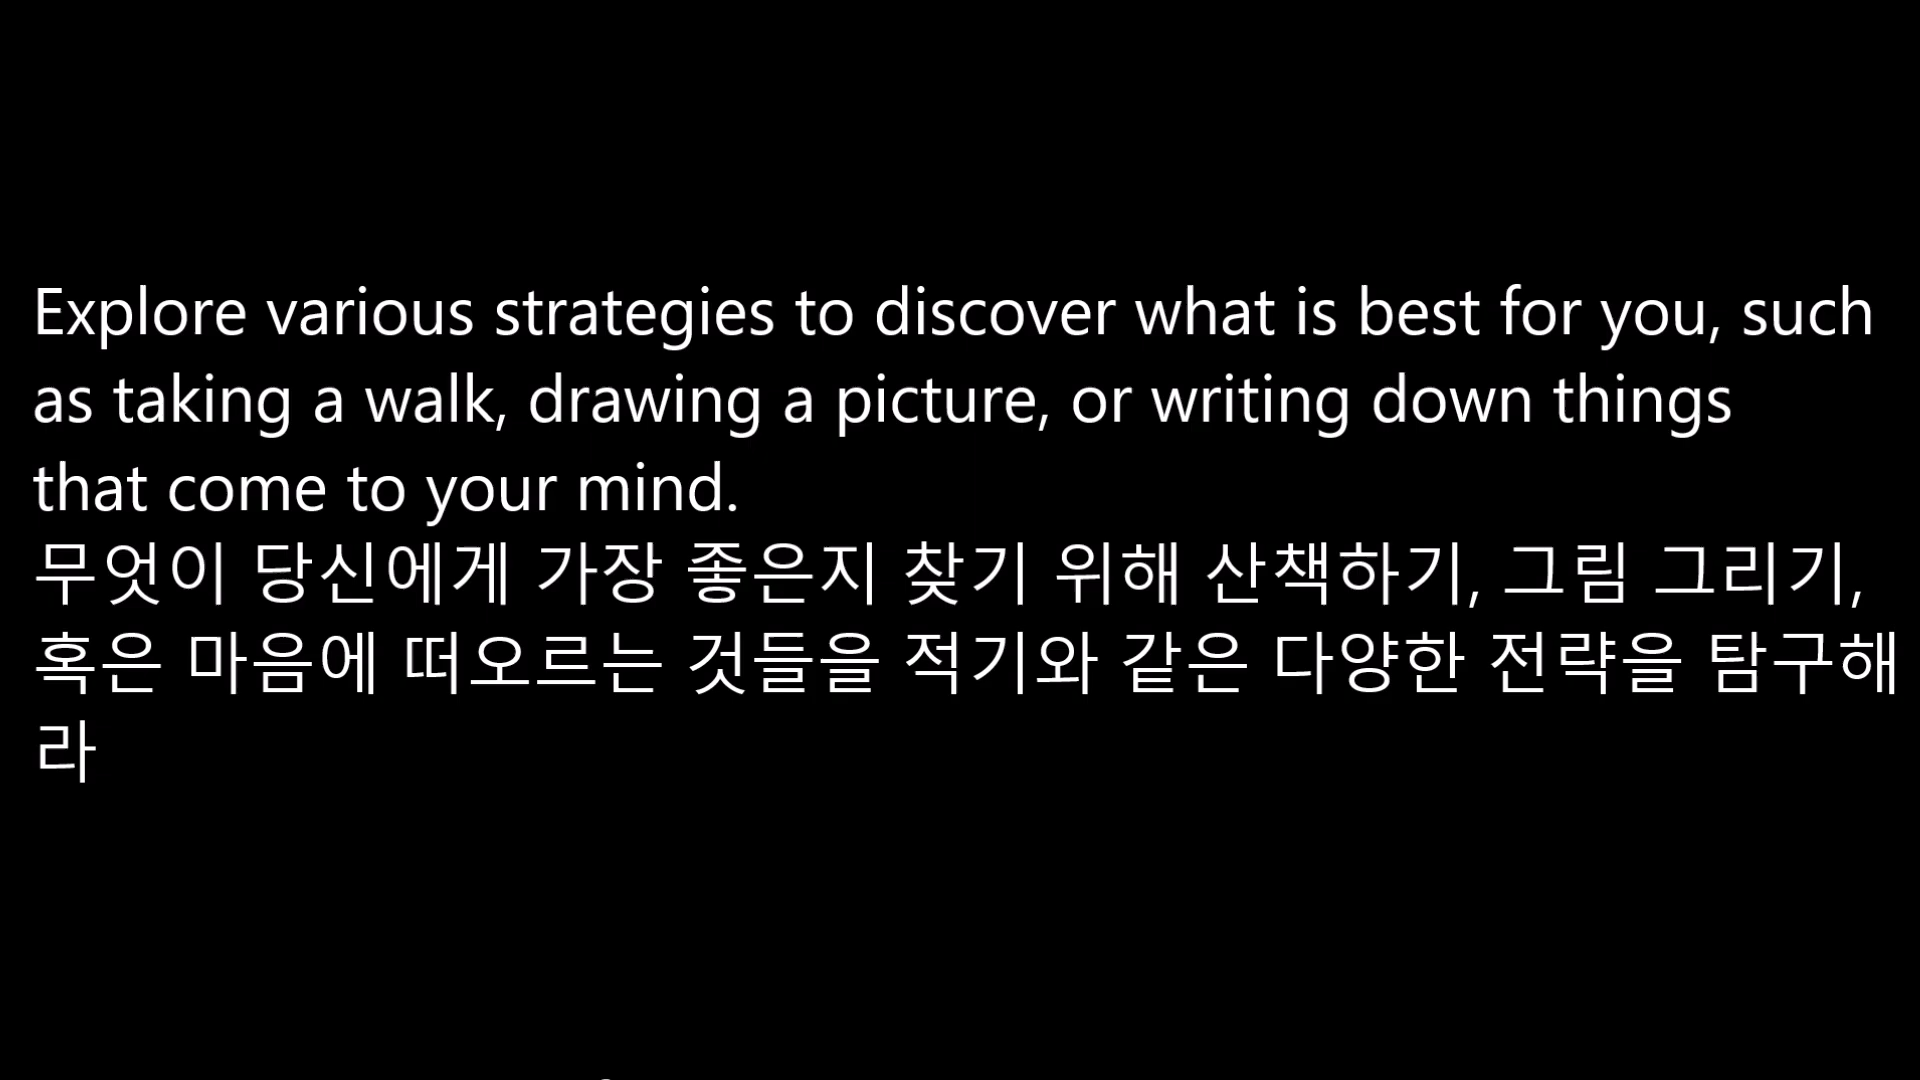 Explore various strategies to discover what is best for you, such
as taking a walk, drawing a picture, or writing down things
that come to your mind.
무엇이 당신에게 가장 좋은지 찾기 위해 산책하기, 그림 그리기,
혹은 마음에 떠오르는 것들을 적기와 같은 다양한 전략을 탐구해
라